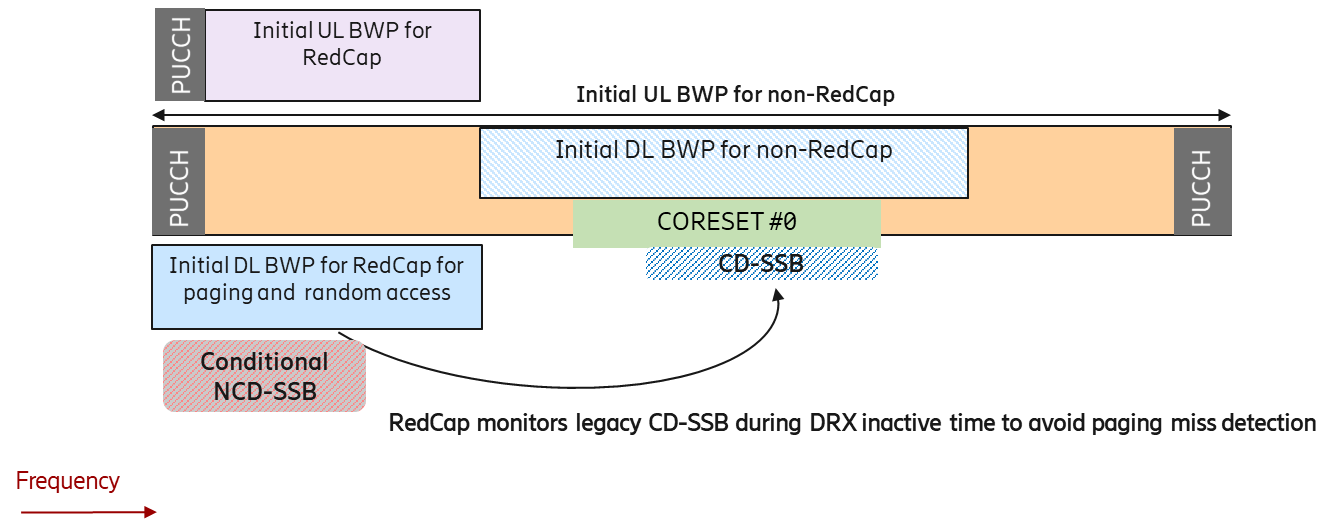 PUCCH
Initial UL BWP for
RedCap
Initial UL BWP for non-RedCap
PUCCH
Initial DL BWP for non-RedCap
PUCCH
CORESET #0
CD-SSB
Initial DL BWP for RedCap for
paging and random access
Conditional
NCD-SSB
RedCap monitors legacy CD-SSB during DRX inactive time to avoid paging miss detection
Frequency